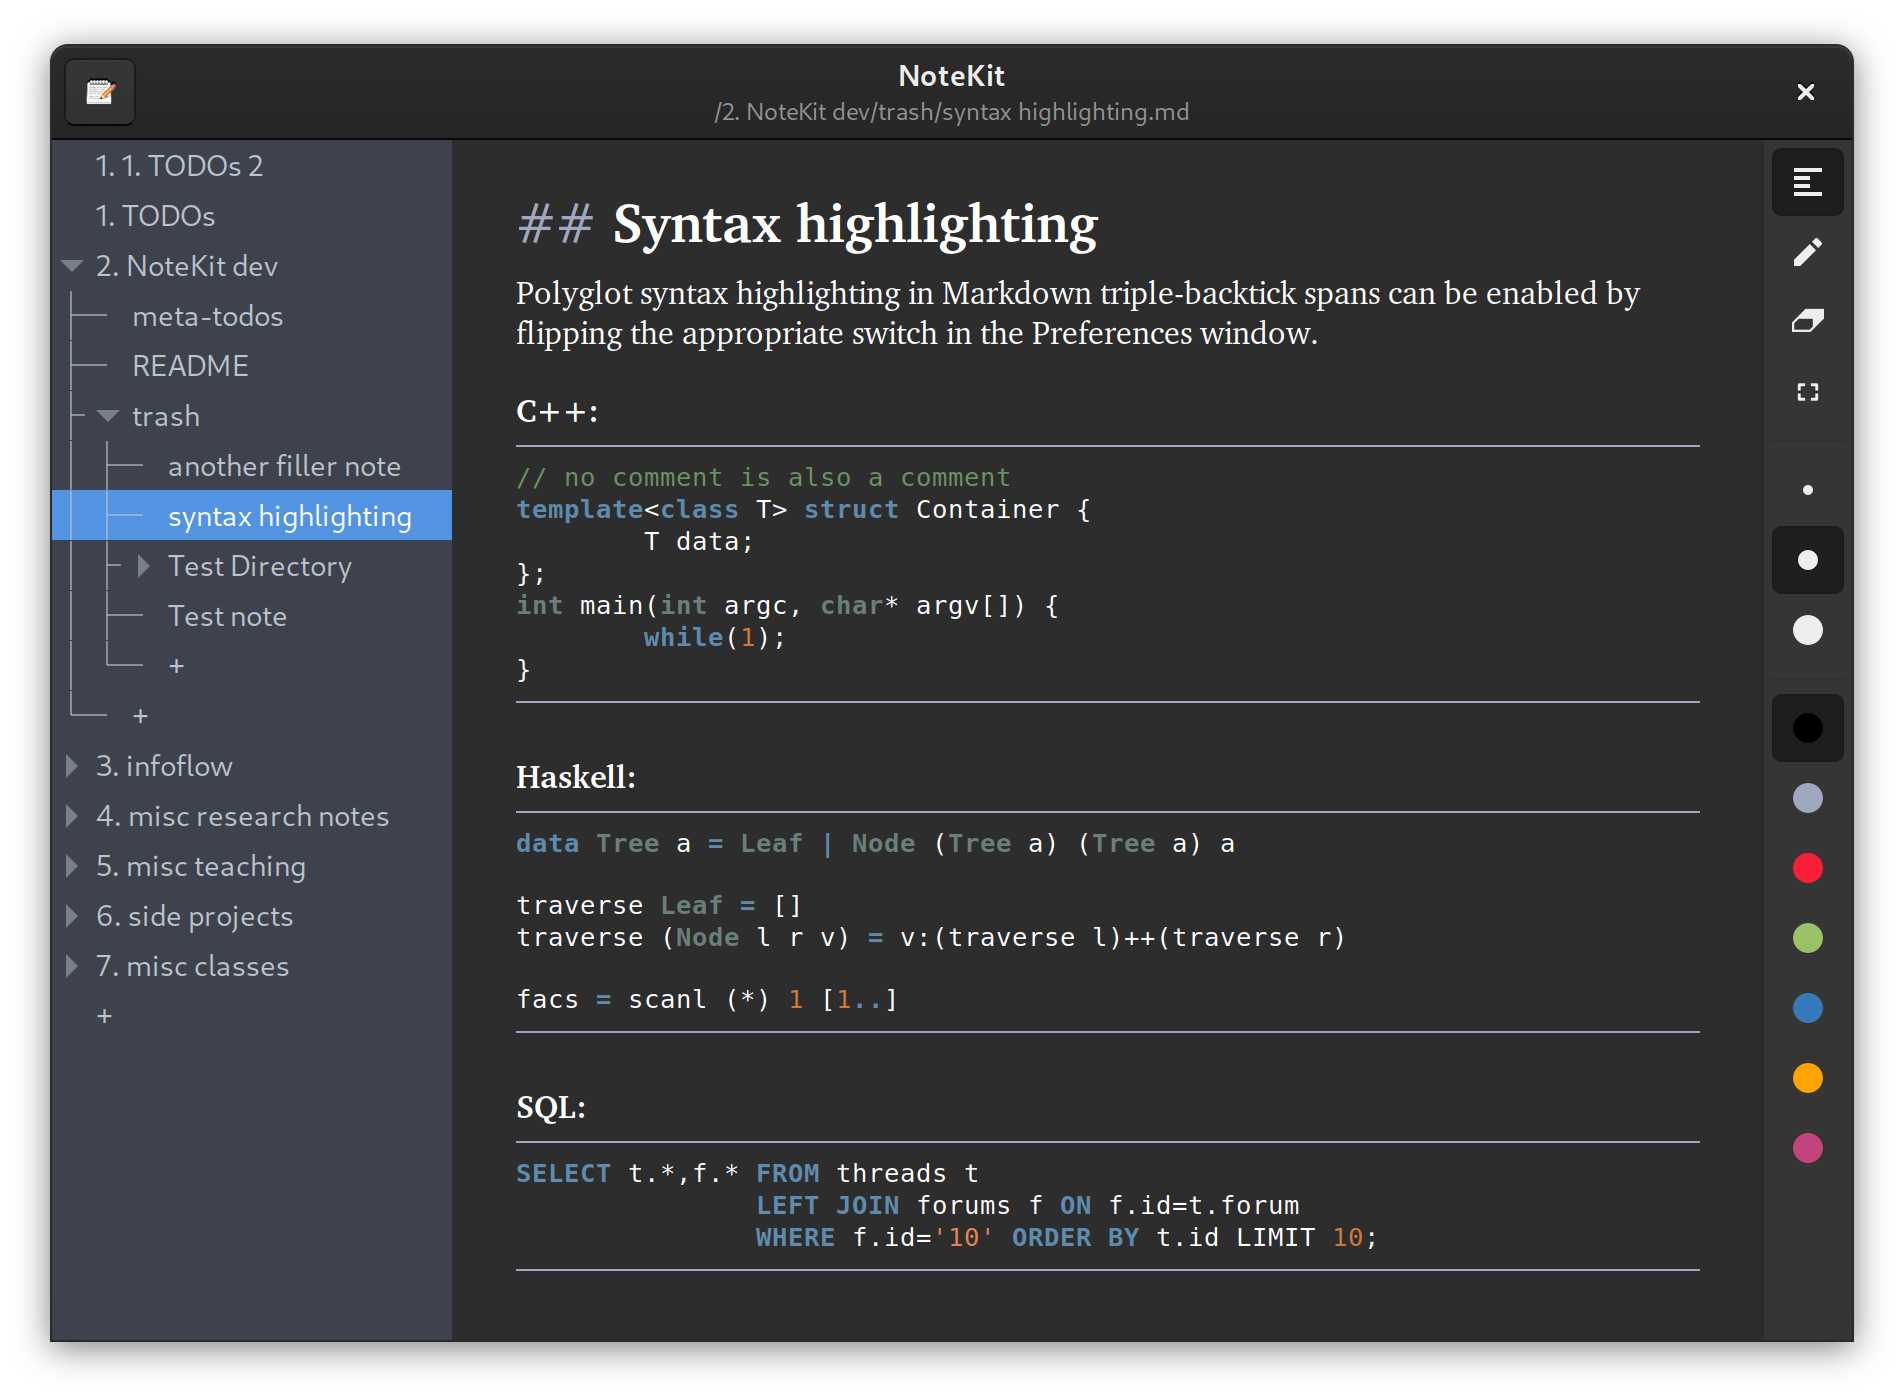 NoteKit
/2. NoteKit dev/trash/syntax highlighting.md
1. 1. TODOs 2
1. TODOs
2. NoteKit dev
meta-todos
README
trash
another filler note
syntax highlighting
Test Directory
Test note
+
+
3. infoflow
4. misc research notes
5. misc teaching
6. side projects
7. misc classes
+
## Syntax highlighting
Polyglot syntax highlighting in Markdown triple-backtick spans can be enabled by
flipping the appropriate switch in the Preferences window.
C++:
// no comment is also a comment
template<class T> struct Container {
        T data;
};
int main(int argc, char* argv[]) {
        while(1);
}
Haskell:
data Tree a = Leaf | Node (Tree a) (Tree a) a
traverse Leaf = []
traverse (Node l r v) = v:(traverse l)++(traverse r)
facs = scanl (*) 1 [1..]
SQL:
SELECT t.*,f.* FROM threads t
               LEFT JOIN forums f ON f.id=t.forum
               WHERE f.id='10' ORDER BY t.id LIMIT 10;